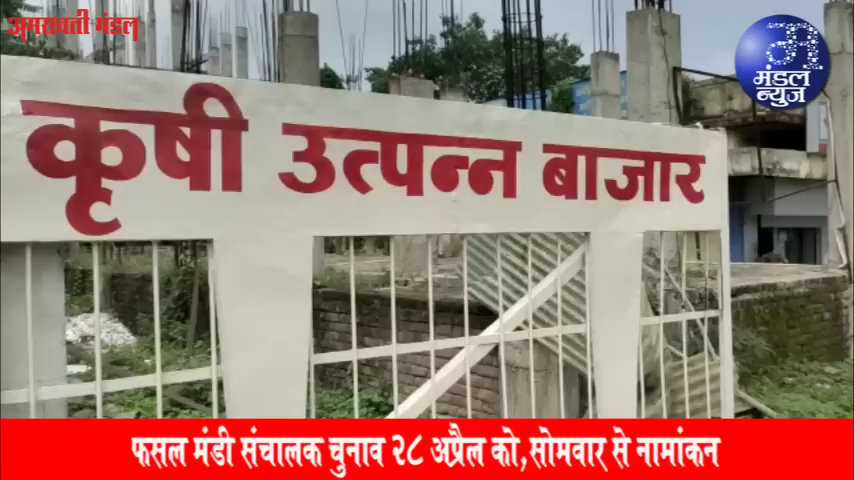 अमरावती मंडल
मंडल
न्युज
कृषी उत्पन्न बाजार
फसल मंडी संचालक चुनाव २८ अप्रैल को,सोमवार से नामांकन